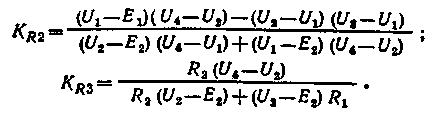 K_{R2} = \frac{(U_1—E_1)(U_4—U_2)—(U_2—U_1)(U_3—U_1)}{(U_2—E_2)(U_4—U_1)+(U_1—E_2)(U_4—U_2)} ;
K_{R3} = \frac{R_2(U_4—U_2)}{R_2(U_2—E_2)+(U_3—E_2)R_1} .